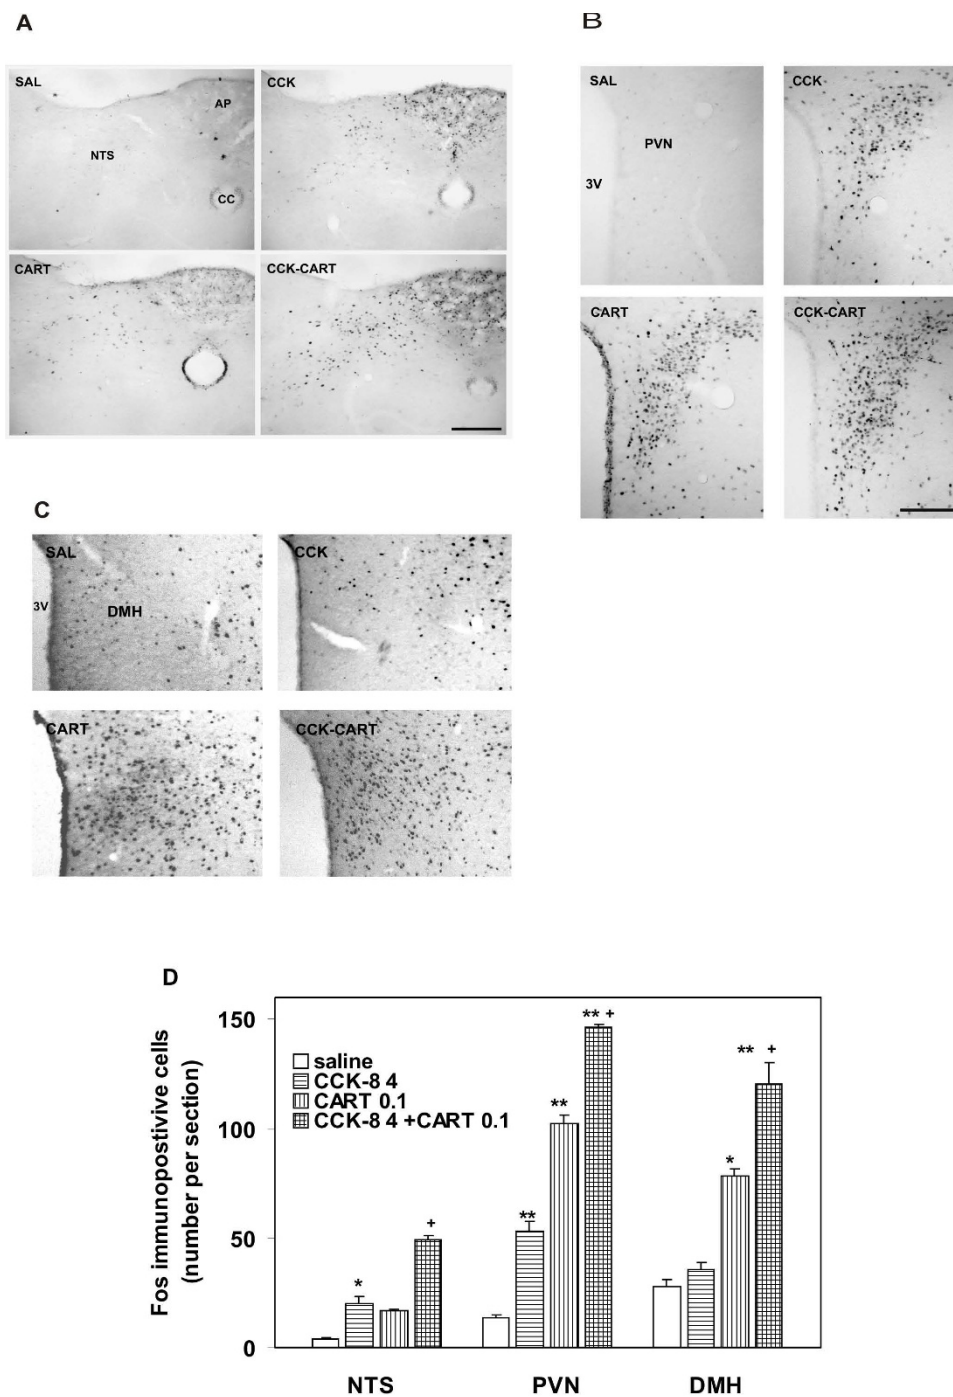 A
SAL
AP
NTS
CC
CCK
CART
CCK-CART
B
SAL
PVN
3V
CCK
CART
CCK-CART
C
SAL
3V
DMH
CCK
CART
CCK-CART
D
Fos immunopostivive cells
(number per section)
150
100
50
0
saline
CCK-8 4
CART 0.1
CCK-8 4 +CART 0.1
*
+
**
**
** +
*
** +
NTS
PVN
DMH